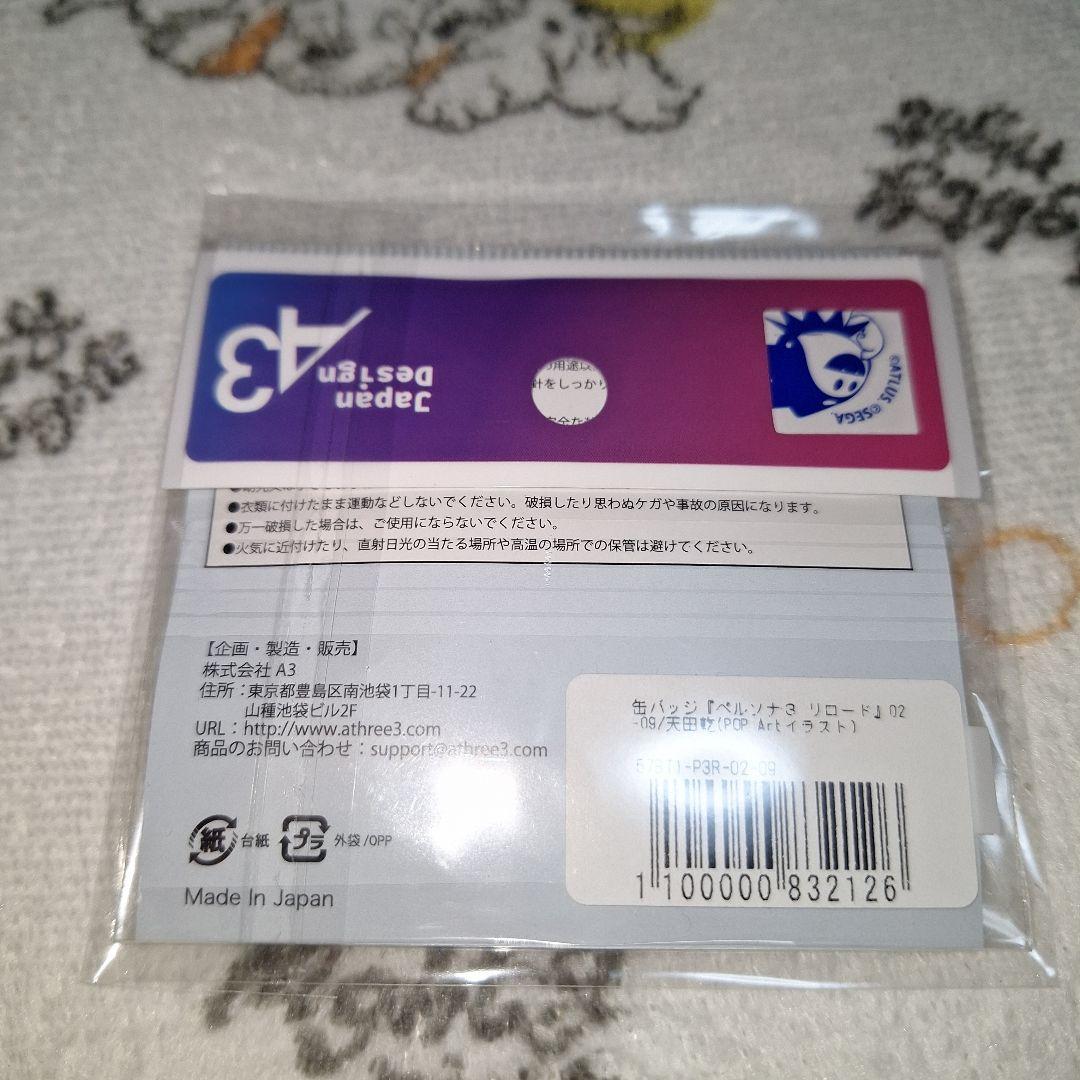 A3
Japan
Design
©ATLUS. ©SEGA.
針をしっかり
●衣類に付けたまま運動などしないでください。破損したり思わぬケガや事故の原因になります。
●万一破損した場合は、ご使用にならないでください。
●火気に近付けたり、直射日光の当たる場所や高温の場所での保管は避けてください。
【企画・製造・販売】
株式会社 A3
住所：東京都豊島区南池袋1丁目-11-22
山種池袋ビル2F
URL：http://www.athree3.com
商品のお問い合わせ：support@athree3.com
紙 台紙 プラ 外袋/OPP
Made In Japan
缶バッジ『ペルソナ3 リロード』02
-09/天田乾(POP Artイラスト)
1 100000 832126